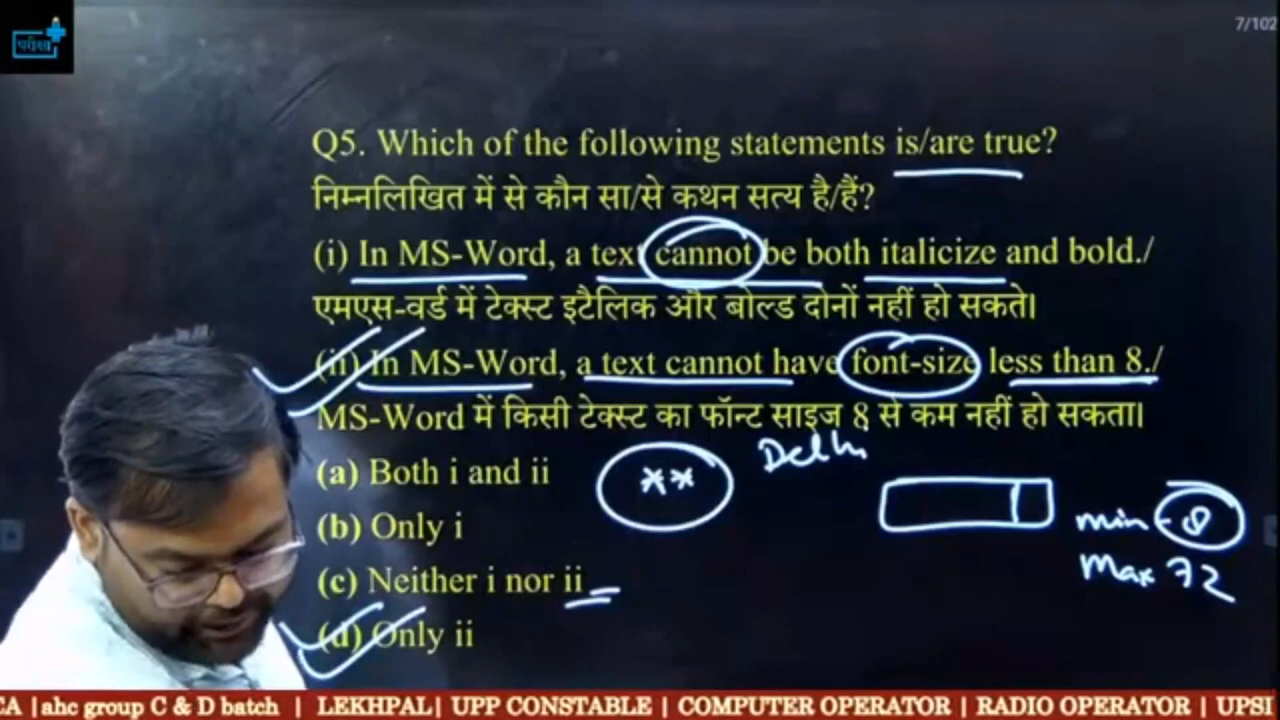 परीक्षा
7/102
Q5. Which of the following statements is/are true?
निम्नलिखित में से कौन सा/से कथन सत्य है/हैं?
(i) In MS-Word, a text cannot be both italicize and bold./
एमएस-वर्ड में टेक्स्ट इटैलिक और बोल्ड दोनों नहीं हो सकते।
(ii) In MS-Word, a text cannot have font-size less than 8./
MS-Word में किसी टेक्स्ट का फॉन्ट साइज 8 से कम नहीं हो सकता।
(a) Both i and ii
** Delhi
(b) Only i
min - 8
(c) Neither i nor ii
Max 72
(d) Only ii
CA |ahc group C & D batch | LEKHPAL| UPP CONSTABLE | COMPUTER OPERATOR | RADIO OPERATOR | UPSI